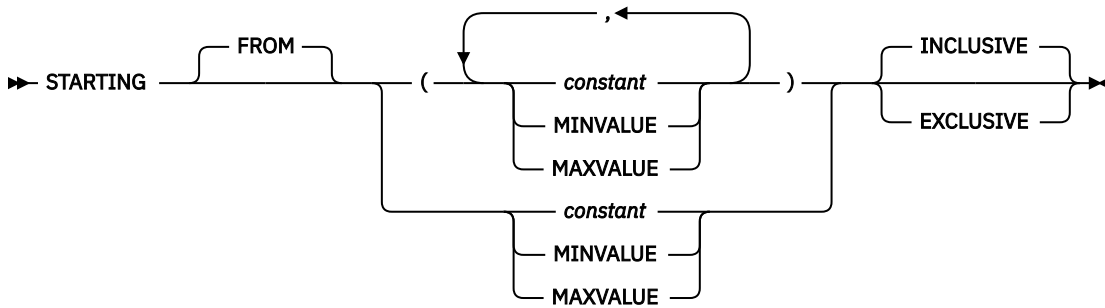 ,
FROM INCLUSIVE
STARTING ( constant )
MINVALUE EXCLUSIVE
MAXVALUE
constant
MINVALUE
MAXVALUE